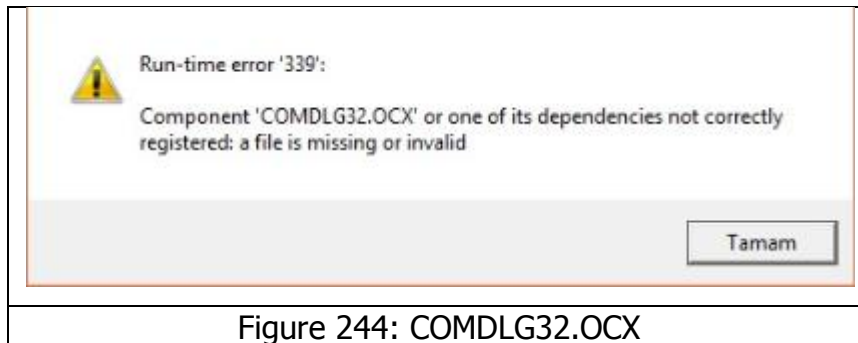 Run-time error '339':
Component 'COMDLG32.OCX' or one of its dependencies not correctly
registered: a file is missing or invalid
Tamam
Figure 244: COMDLG32.OCX